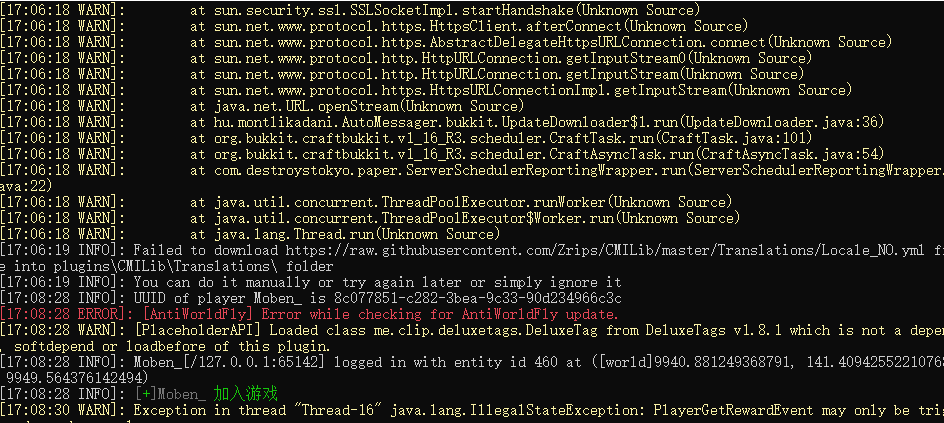 [17:06:18 WARN]:        at sun.security.ssl.SSLSocketImpl.startHandshake(Unknown Source)
[17:06:18 WARN]:        at sun.net.www.protocol.https.HttpsClient.afterConnect(Unknown Source)
[17:06:18 WARN]:        at sun.net.www.protocol.https.AbstractDelegateHttpsURLConnection.connect(Unknown Source)
[17:06:18 WARN]:        at sun.net.www.protocol.http.HttpURLConnection.getInputStream0(Unknown Source)
[17:06:18 WARN]:        at sun.net.www.protocol.http.HttpURLConnection.getInputStream(Unknown Source)
[17:06:18 WARN]:        at sun.net.www.protocol.https.HttpsURLConnectionImpl.getInputStream(Unknown Source)
[17:06:18 WARN]:        at java.net.URL.openStream(Unknown Source)
[17:06:18 WARN]:        at hu.montlikadani.AutoMessager.bukkit.UpdateDownloader$1.run(UpdateDownloader.java:36)
[17:06:18 WARN]:        at org.bukkit.craftbukkit.v1_16_R3.scheduler.CraftTask.run(CraftTask.java:101)
[17:06:18 WARN]:        at org.bukkit.craftbukkit.v1_16_R3.scheduler.CraftAsyncTask.run(CraftAsyncTask.java:54)
[17:06:18 WARN]:        at com.destroystokyo.paper.ServerSchedulerReportingWrapper.run(ServerSchedulerReportingWrapper.
ava:22)
[17:06:18 WARN]:        at java.util.concurrent.ThreadPoolExecutor.runWorker(Unknown Source)
[17:06:18 WARN]:        at java.util.concurrent.ThreadPoolExecutor$Worker.run(Unknown Source)
[17:06:18 WARN]:        at java.lang.Thread.run(Unknown Source)
[17:06:19 INFO]: Failed to download https://raw.githubusercontent.com/Zrips/CMILib/master/Translations/Locale_NO.yml fi
e into plugins\CMILib\Translations\ folder
[17:06:19 INFO]: You can do it manually or try again later or simply ignore it
[17:08:28 INFO]: UUID of player Moben_ is 8c077851-c282-3bea-9c33-90d234966c3c
[17:08:28 ERROR]: [AntiWorldFly] Error while checking for AntiWorldFly update.
[17:08:28 WARN]: [PlaceholderAPI] Loaded class me.clip.deluxetags.DeluxeTag from DeluxeTags v1.8.1 which is not a depe
, softdepend or loadbefore of this plugin.
[17:08:28 INFO]: Moben_[/127.0.0.1:65142] logged in with entity id 460 at ([world]9940.881249368791, 141.4094255221076
 9949.564376142494)
[17:08:28 INFO]: [+]Moben_ 加入游戏
[17:08:30 WARN]: Exception in thread "Thread-16" java.lang.IllegalStateException: PlayerGetRewardEvent may only be trig